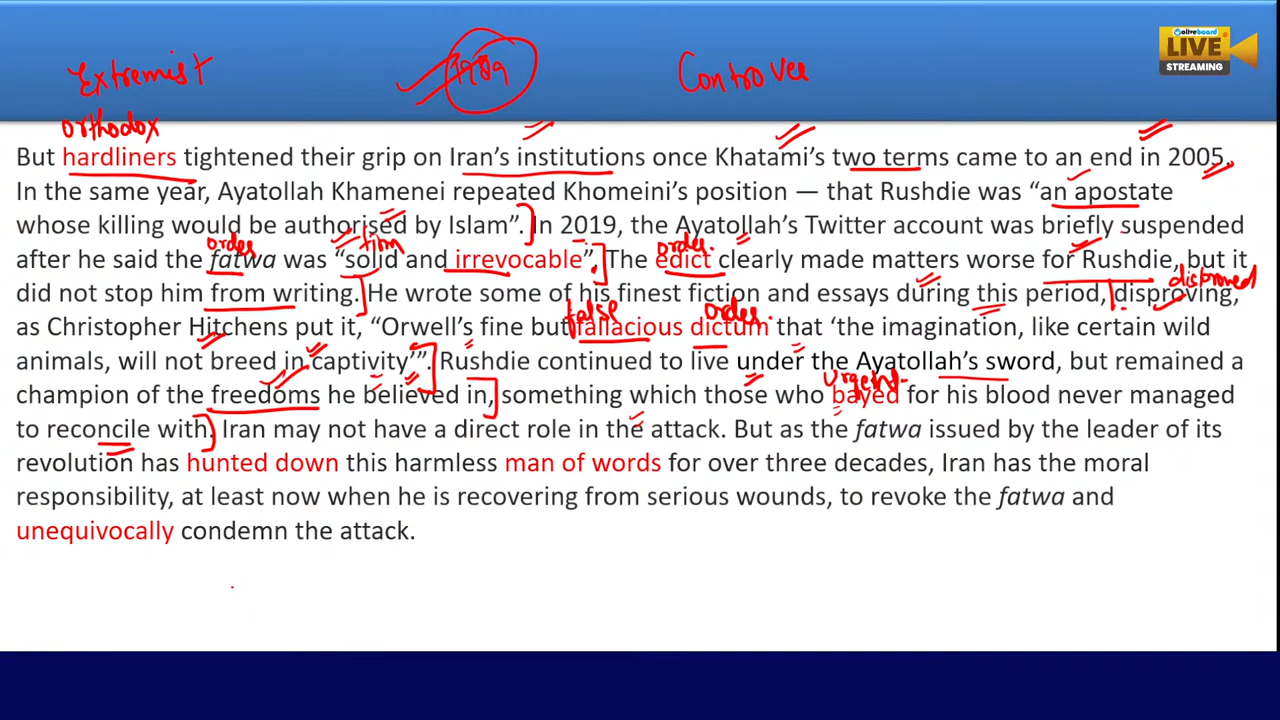 oliveboard
LIVE
STREAMING
Extremist
1989
Controver
orthodox
But hardliners tightened their grip on Iran's institutions once Khatami's two terms came to an end in 2005.
In the same year, Ayatollah Khamenei repeated Khomeini's position — that Rushdie was “an apostate
whose killing would be authorised by Islam”. In 2019, the Ayatollah's Twitter account was briefly suspended
order
firm
order.
after he said the fatwa was “solid and irrevocable”. The edict clearly made matters worse for Rushdie, but it
disproved
did not stop him from writing. He wrote some of his finest fiction and essays during this period, disproving,
false
order.
as Christopher Hitchens put it, “Orwell's fine but fallacious dictum that ‘the imagination, like certain wild
animals, will not breed in captivity’”. Rushdie continued to live under the Ayatollah's sword, but remained a
urgent
champion of the freedoms he believed in, something which those who bayed for his blood never managed
to reconcile with. Iran may not have a direct role in the attack. But as the fatwa issued by the leader of its
revolution has hunted down this harmless man of words for over three decades, Iran has the moral
responsibility, at least now when he is recovering from serious wounds, to revoke the fatwa and
unequivocally condemn the attack.